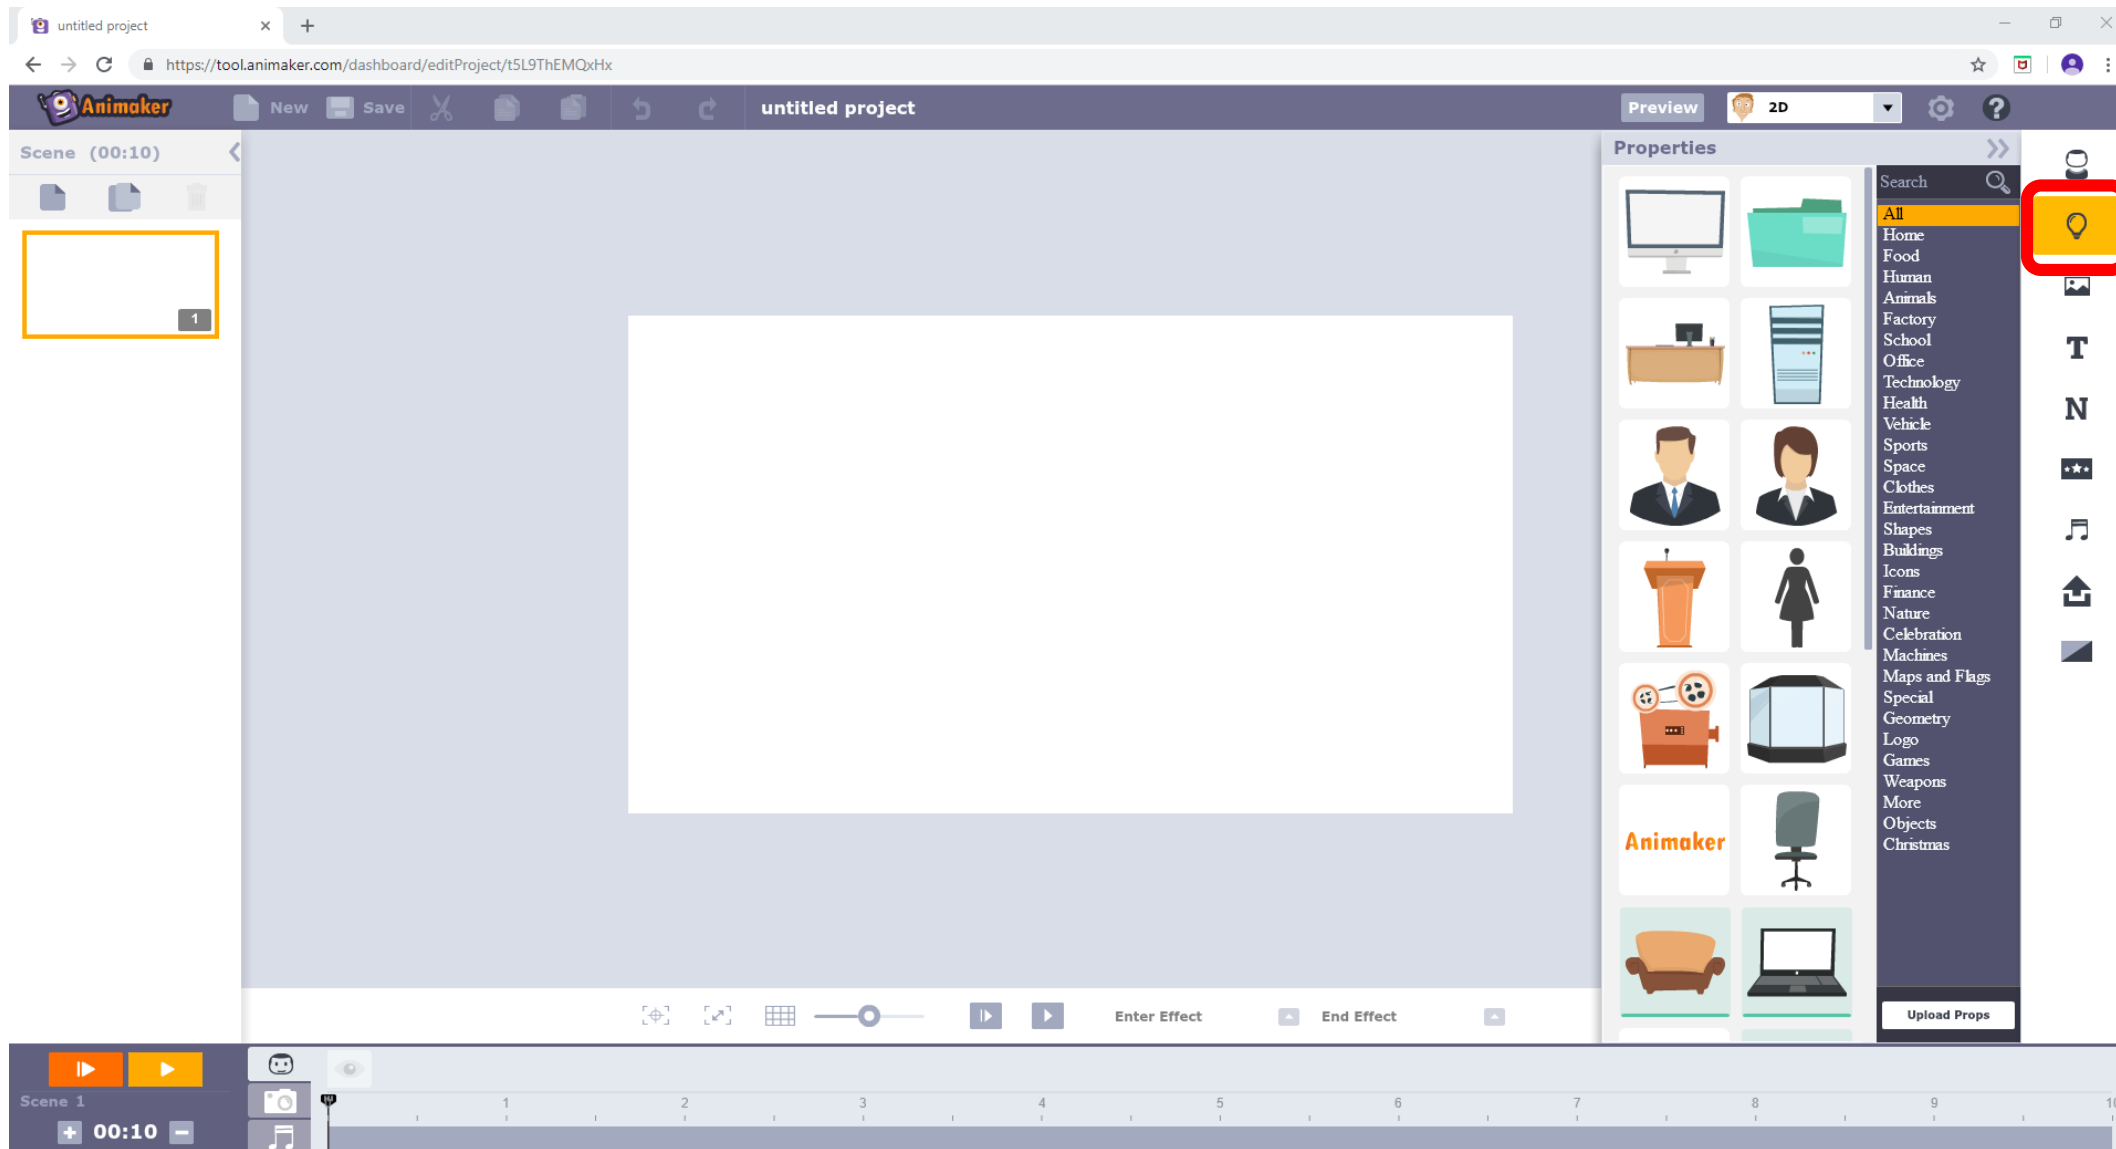 untitled project
https://tool.animaker.com/dashboard/editProject/t5L9ThEMQxHx
Animaker New Save untitled project Preview 2D ?
Scene (00:10)
Properties
Search
All
Home
Food
Human
Animals
Factory
School
Office
Technology
Health
Vehicle
Sports
Space
Clothes
Entertainment
Shapes
Buildings
Icons
Finance
Nature
Celebration
Machines
Maps and Flags
Special
Geometry
Logo
Games
Weapons
More
Objects
Christmas
Upload Props
T
N
1
Animaker
Enter Effect End Effect
Scene 1
+ 00:10 -
1 2 3 4 5 6 7 8 9 10